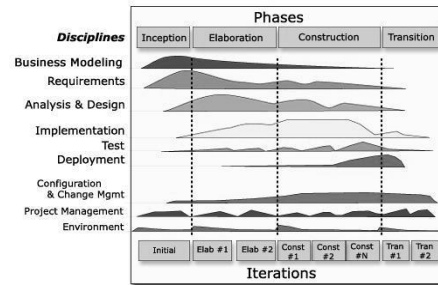 Phases
Disciplines Inception Elaboration Construction Transition
Business Modeling
Requirements
Analysis & Design
Implementation
Test
Deployment
Configuration
& Change Mgmt
Project Management
Environment
Initial Elab #1 Elab #2 Const #1 Const #2 Const #N Tran #1 Tran #2
Iterations